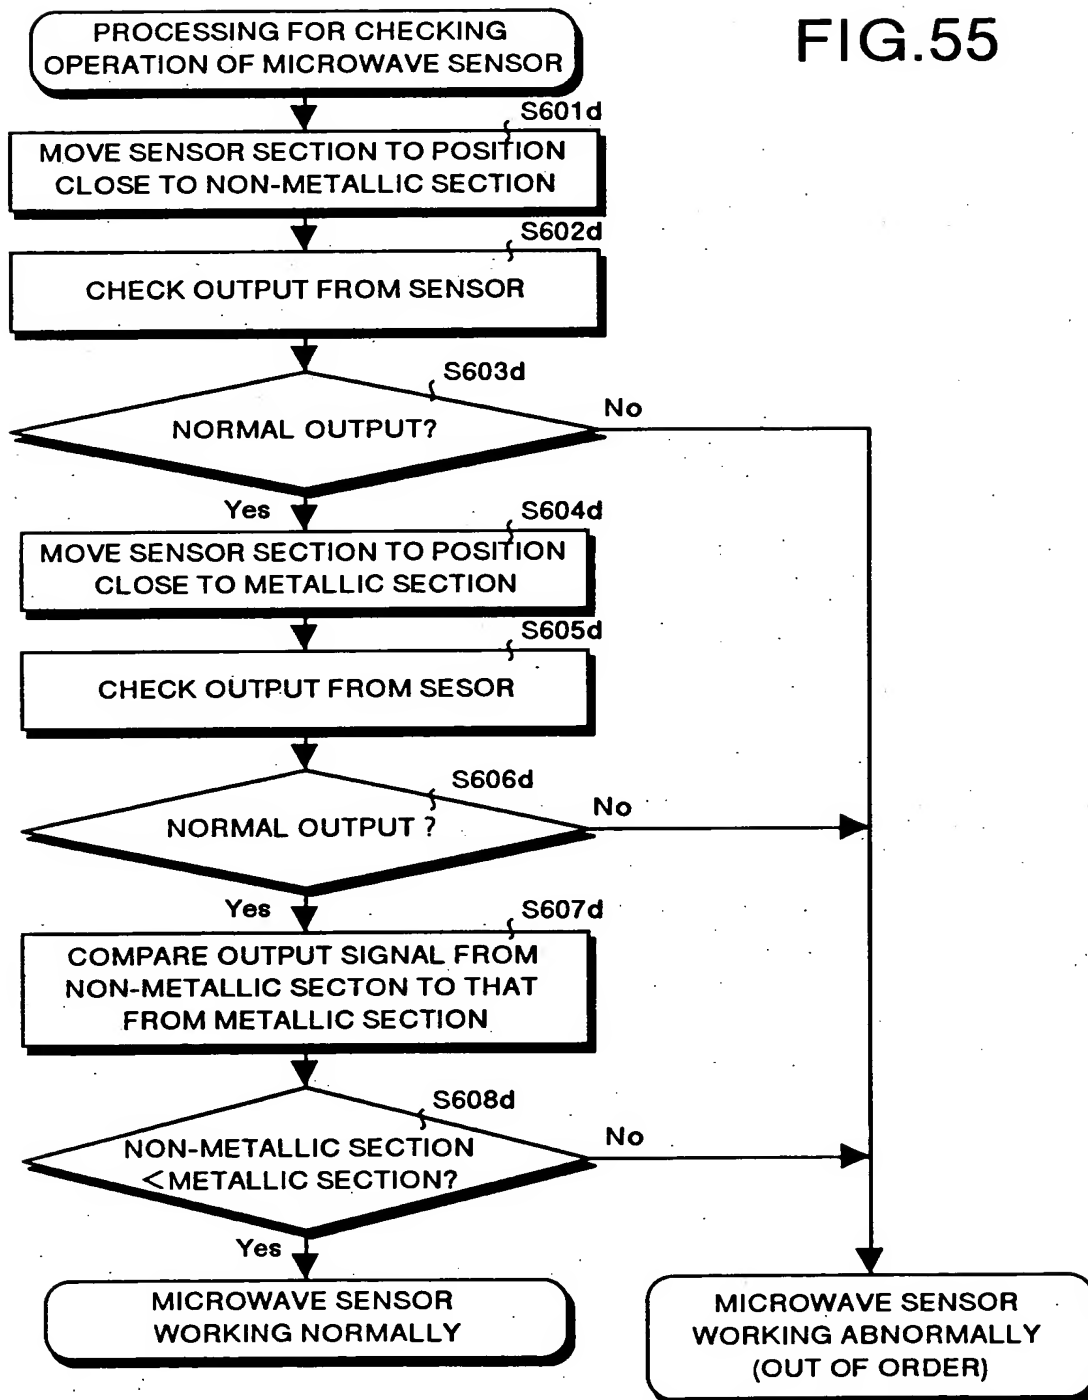 FIG.55
PROCESSING FOR CHECKING
OPERATION OF MICROWAVE SENSOR
S601d
MOVE SENSOR SECTION TO POSITION
CLOSE TO NON-METALLIC SECTION
S602d
CHECK OUTPUT FROM SENSOR
S603d
NORMAL OUTPUT?
No
Yes
S604d
MOVE SENSOR SECTION TO POSITION
CLOSE TO METALLIC SECTION
S605d
CHECK OUTPUT FROM SESOR
S606d
NORMAL OUTPUT ?
No
Yes
S607d
COMPARE OUTPUT SIGNAL FROM
NON-METALLIC SECTON TO THAT
FROM METALLIC SECTION
S608d
NON-METALLIC SECTION
<METALLIC SECTION?
No
Yes
MICROWAVE SENSOR
WORKING NORMALLY
MICROWAVE SENSOR
WORKING ABNORMALLY
(OUT OF ORDER)